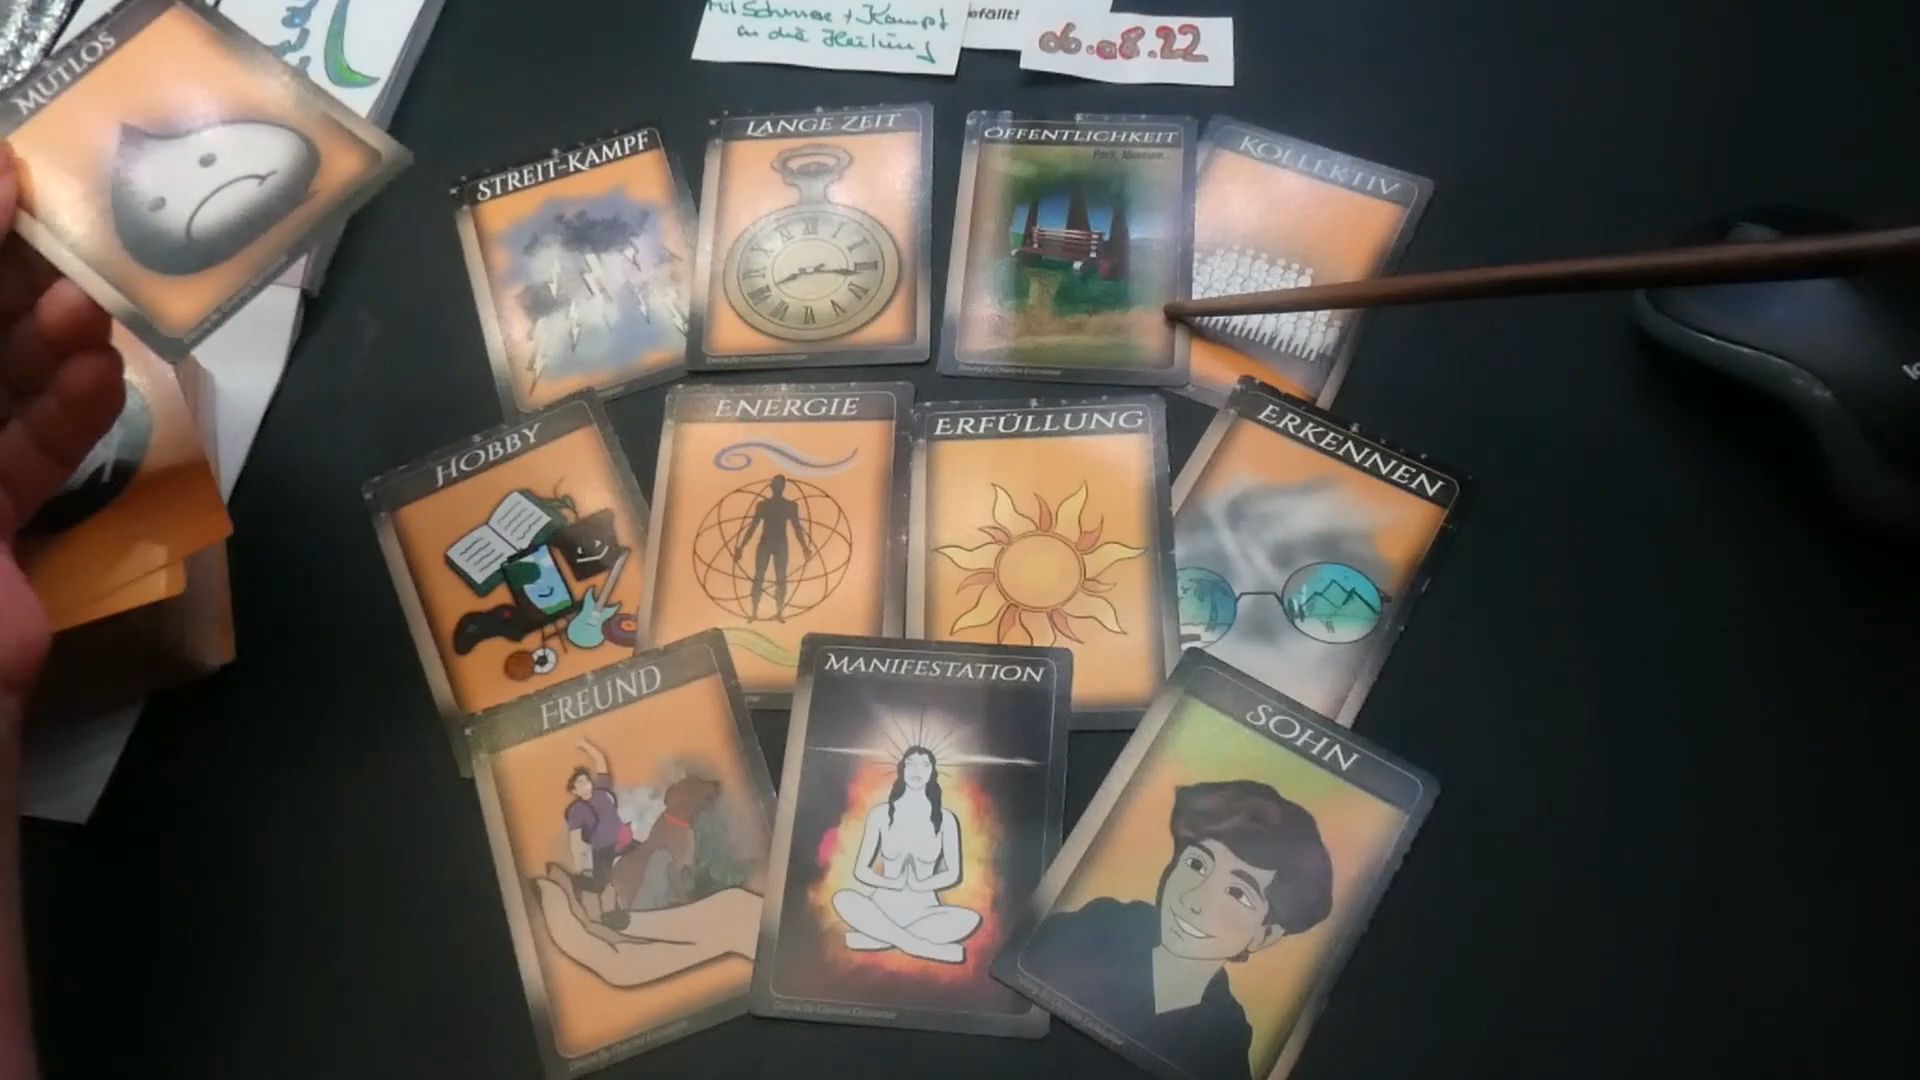 Mit Schmerz + Kampf
in die Heilung
efällt!
06.08.22
MUTLOS
STREIT-KAMPF
LANGE ZEIT
ÖFFENTLICHKEIT
Park, Museum...
KOLLEKTIV
HOBBY
ENERGIE
ERFÜLLUNG
ERKENNEN
FREUND
MANIFESTATION
SOHN